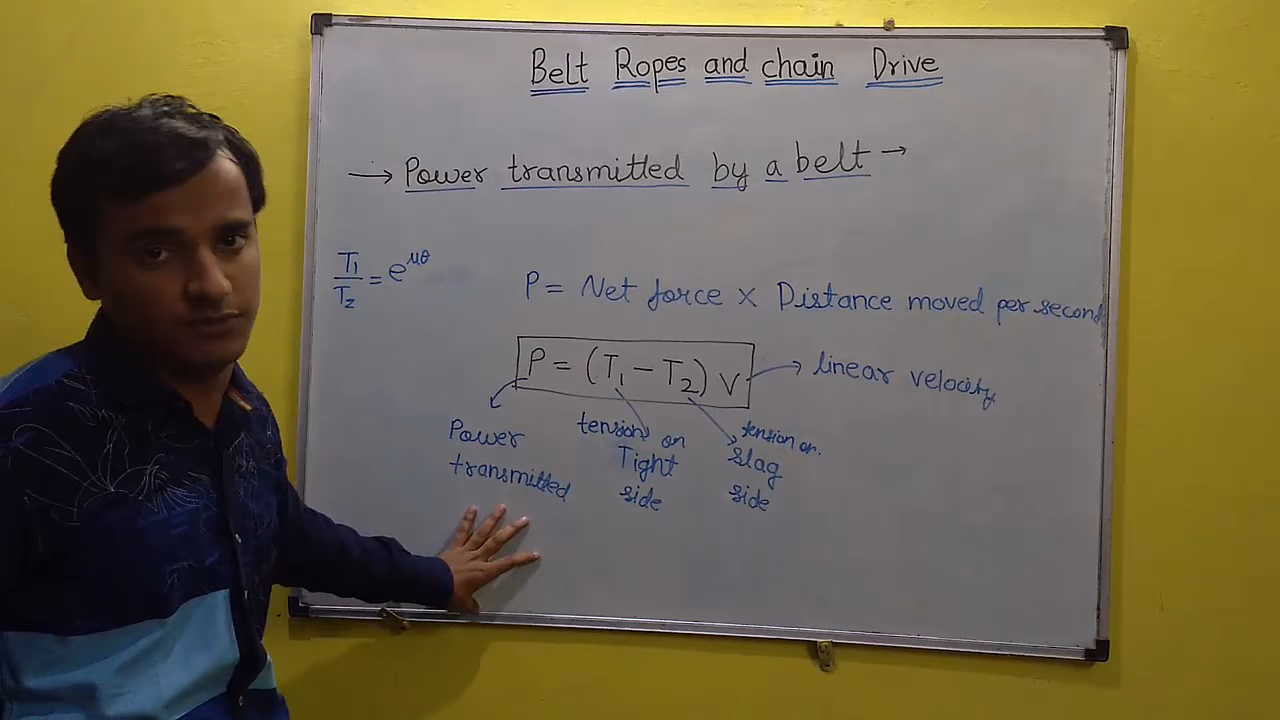 Belt Ropes and chain Drive
→ Power transmitted by a belt →
T1/T2 = e^μθ
P = Net force × Distance moved per second
P = (T1 - T2) v
linear velocity
Power
transmitted
tension on
Tight
side
tension on.
slag
side